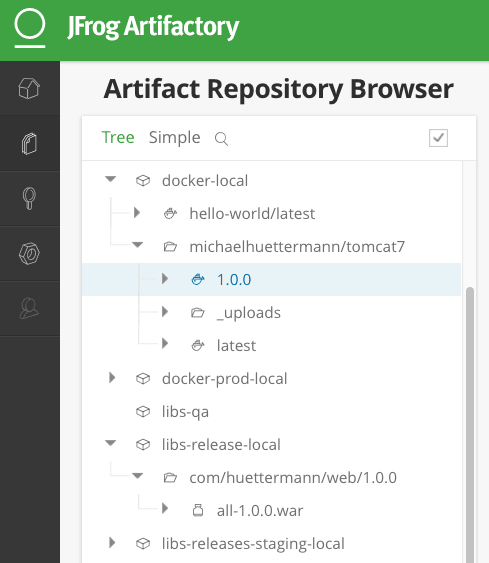 JFrog Artifactory
Artifact Repository Browser
Tree Simple
docker-local
hello-world/latest
michaelhuettermann/tomcat7
1.0.0
_uploads
latest
docker-prod-local
libs-qa
libs-release-local
com/huettermann/web/1.0.0
all-1.0.0.war
libs-releases-staging-local